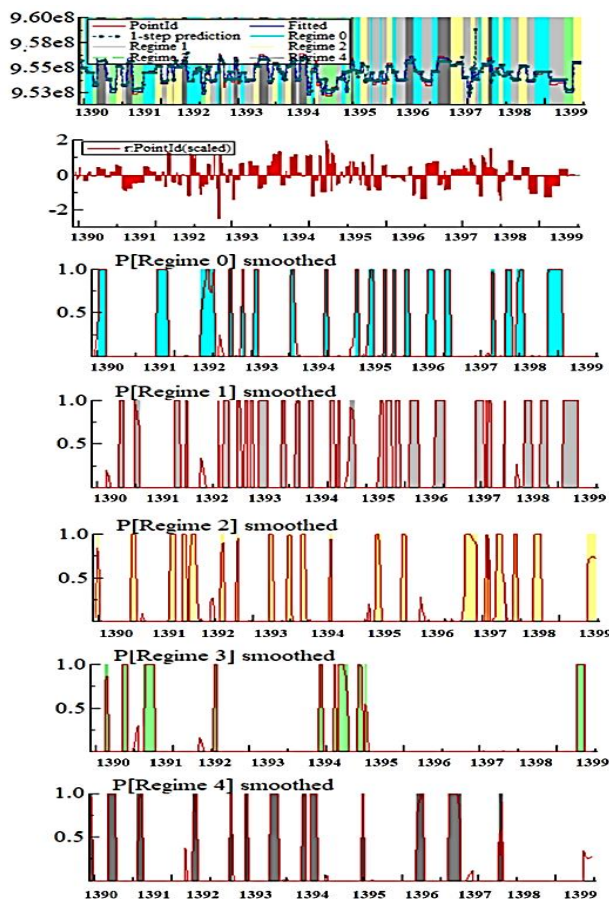 9.60e8
9.58e8
9.55e8
9.53e8
PointId
Fitted
1-step prediction
Regime 0
Regime 1
Regime 2
Regime 4
1390 1391 1392 1393 1394 1395 1396 1397 1398 1399
2
0
-2
r:PointId(scaled)
1390 1391 1392 1393 1394 1395 1396 1397 1398 1399
P[Regime 0] smoothed
1.0
0.5
1390 1391 1392 1393 1394 1395 1396 1397 1398 1399
P[Regime 1] smoothed
1.0
0.5
1390 1391 1392 1393 1394 1395 1396 1397 1398 1399
P[Regime 2] smoothed
1.0
0.5
1390 1391 1392 1393 1394 1395 1396 1397 1398 1399
P[Regime 3] smoothed
1.0
0.5
1390 1391 1392 1393 1394 1395 1396 1397 1398 1399
P[Regime 4] smoothed
1.0
0.5
1390 1391 1392 1393 1394 1395 1396 1397 1398 1399